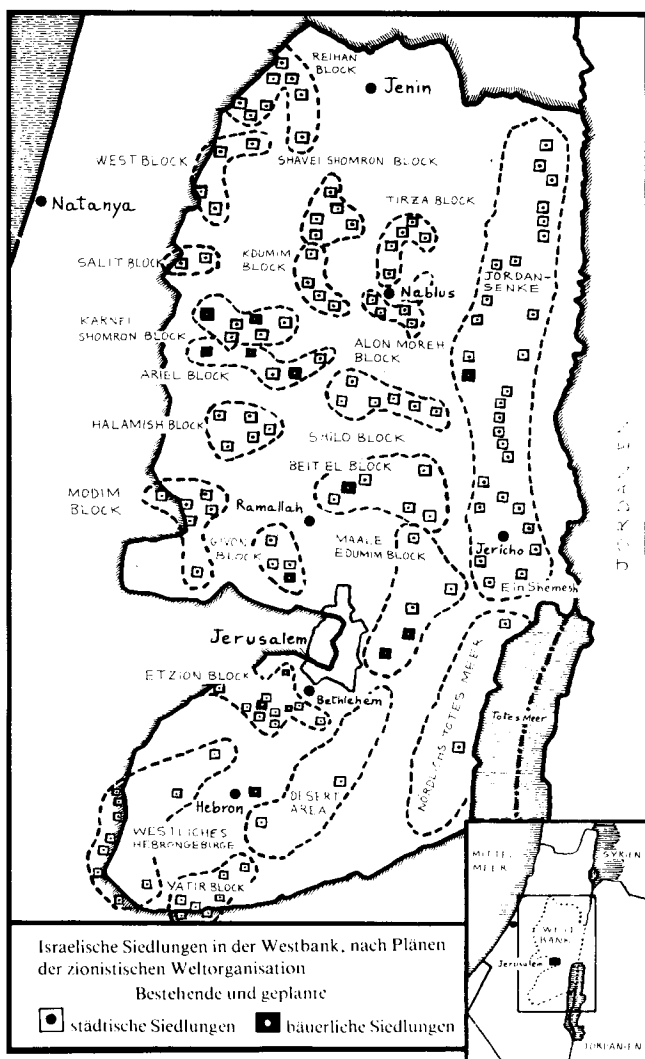 REIHAN
BLOCK
Jenin
WEST BLOCK
SHAVEI SHOMRON BLOCK
TIRZA BLOCK
Natanya
SALIT BLOCK
KDUMIM
BLOCK
JORDAN-
SENKE
Nablus
KARNEI
SHOMRON BLOCK
ALON MOREH
BLOCK
ARIEL BLOCK
HALAMISH BLOCK
SHILO BLOCK
BEIT EL BLOCK
MODIM
BLOCK
Ramallah
GIVON
BLOCK
MAALE
EDUMIM BLOCK
Jericho
JORDANIEN
Ein Shemesh
Jerusalem
ETZION BLOCK
Bethlehem
NÖRDLICHS TOTES MEER
Totes Meer
Hebron
DESERT
AREA
WESTLICHES
HEBRONGEBIRGE
YATIR BLOCK
MITTEL
MEER
SYRIEN
WEST
BANK
Jerusalem
JORDANIEN
Israelische Siedlungen in der Westbank, nach Plänen
der zionistischen Weltorganisation
Bestehende und geplante
städtische Siedlungen bäuerliche Siedlungen